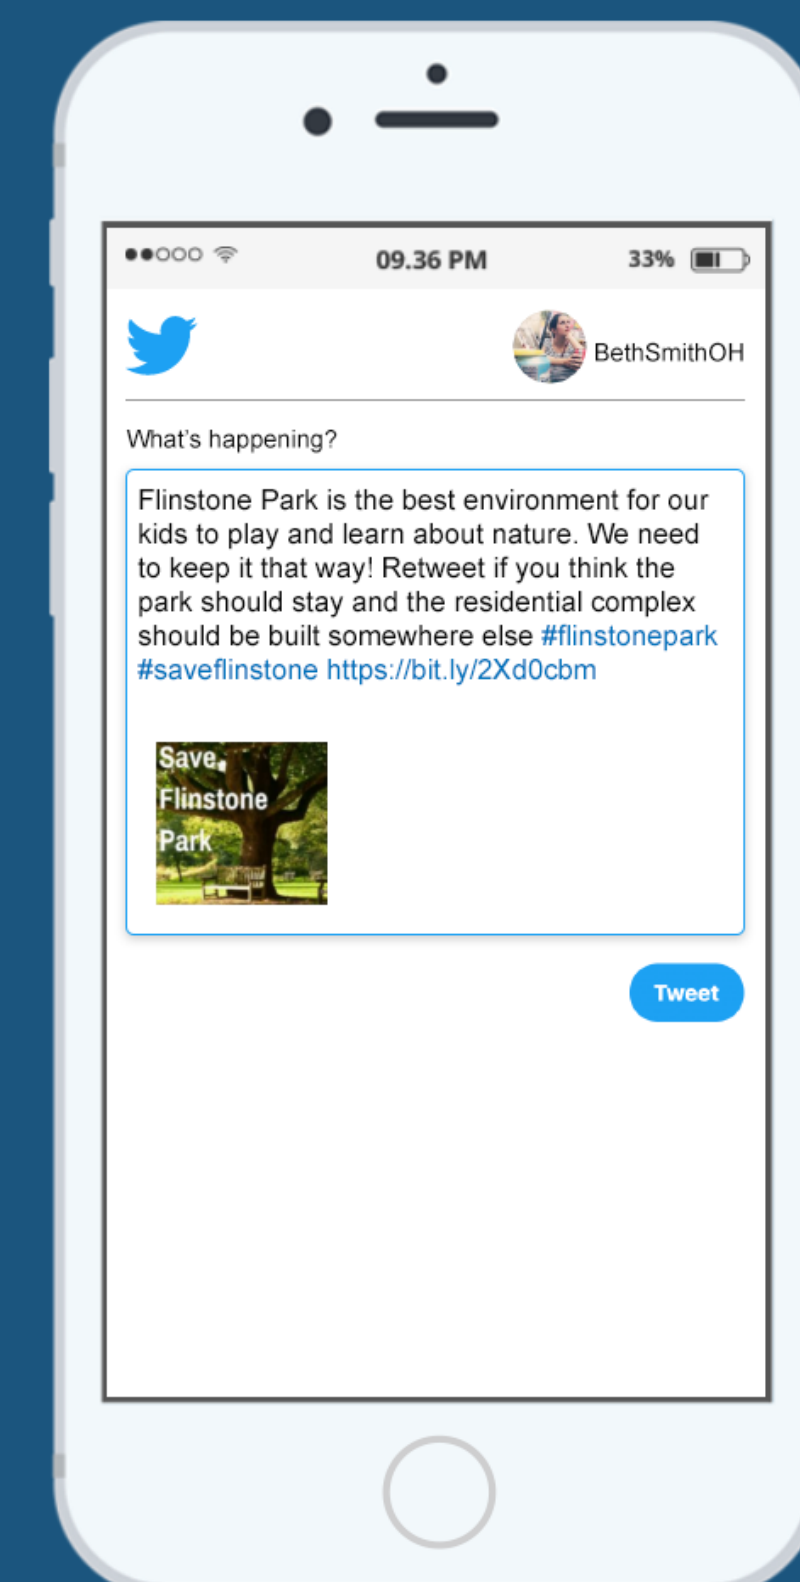 09.36 PM
33%
BethSmithOH
What's happening?
Flinstone Park is the best environment for our
kids to play and learn about nature. We need
to keep it that way! Retweet if you think the
park should stay and the residential complex
should be built somewhere else #flinstonepark
#saveflinstone https://bit.ly/2Xd0cbm
Save
Flinstone
Park
Tweet